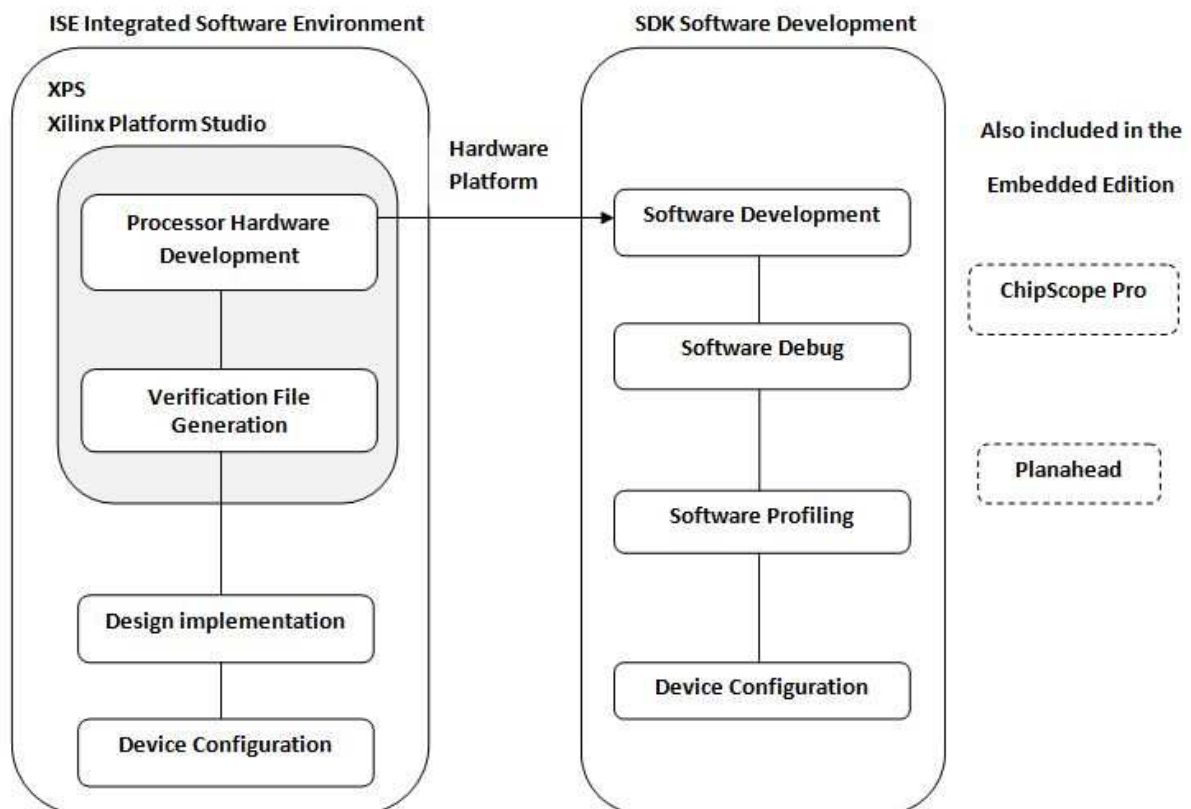 ISE Integrated Software Environment
XPS
Xilinx Platform Studio
Processor Hardware
Development
Verification File
Generation
Design implementation
Device Configuration
Hardware
Platform
SDK Software Development
Software Development
Software Debug
Software Profiling
Device Configuration
Also included in the
Embedded Edition
ChipScope Pro
Planahead